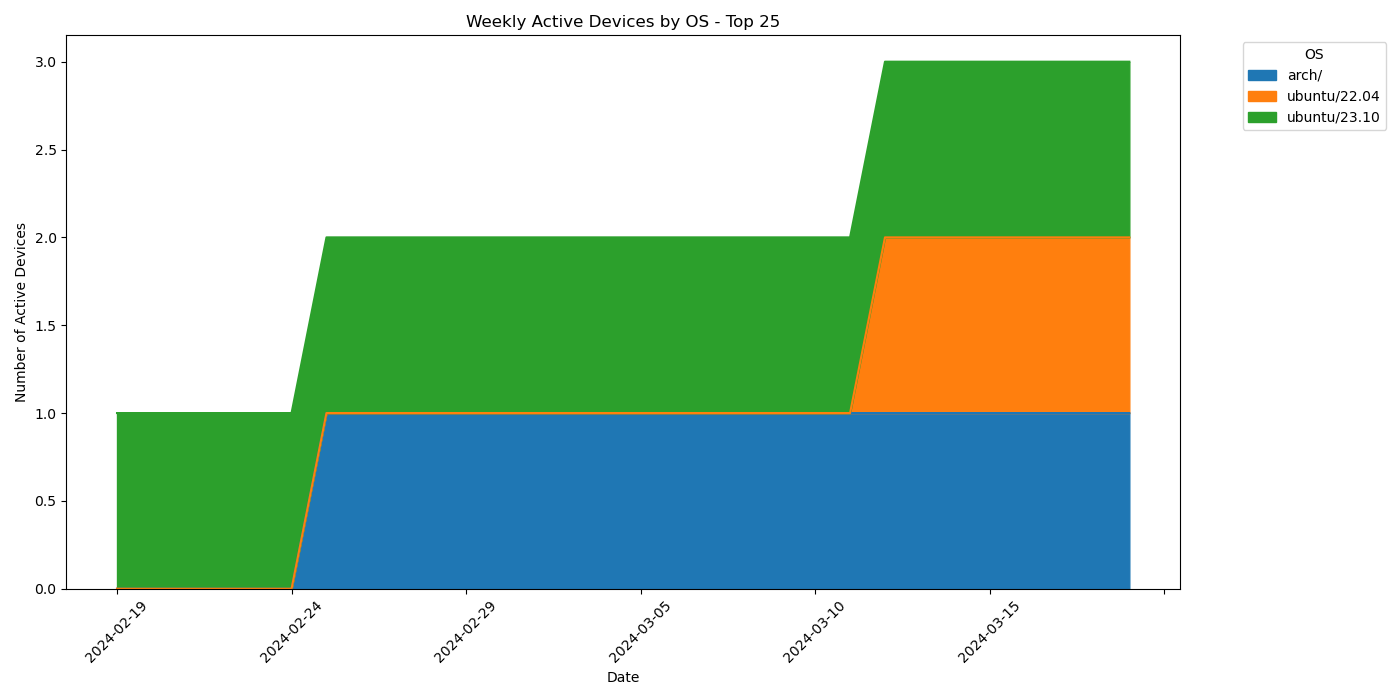 Weekly Active Devices by OS - Top 25
OS
arch/
ubuntu/22.04
ubuntu/23.10
Number of Active Devices
3.0
2.5
2.0
1.5
1.0
0.5
0.0
2024-02-19
2024-02-24
2024-02-29
2024-03-05
2024-03-10
2024-03-15
Date